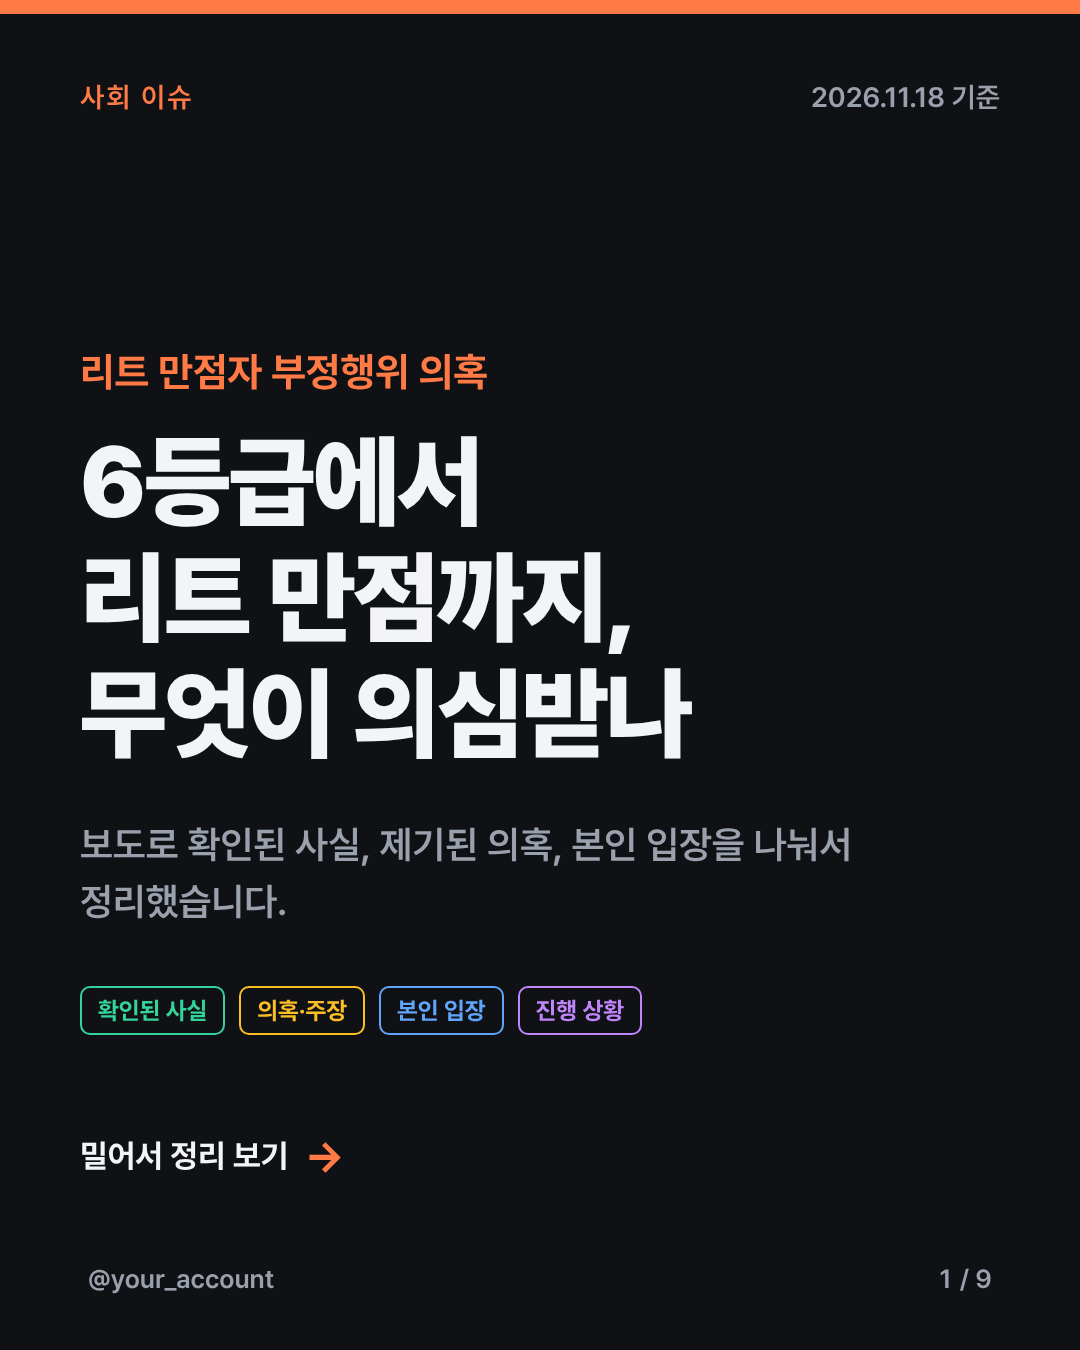 사회 이슈
2026.11.18 기준
리트 만점자 부정행위 의혹
6등급에서
리트 만점까지,
무엇이 의심받나
보도로 확인된 사실, 제기된 의혹, 본인 입장을 나눠서
정리했습니다.
확인된 사실 의혹·주장 본인 입장 진행 상황
밀어서 정리 보기 →
@your_account
1 / 9